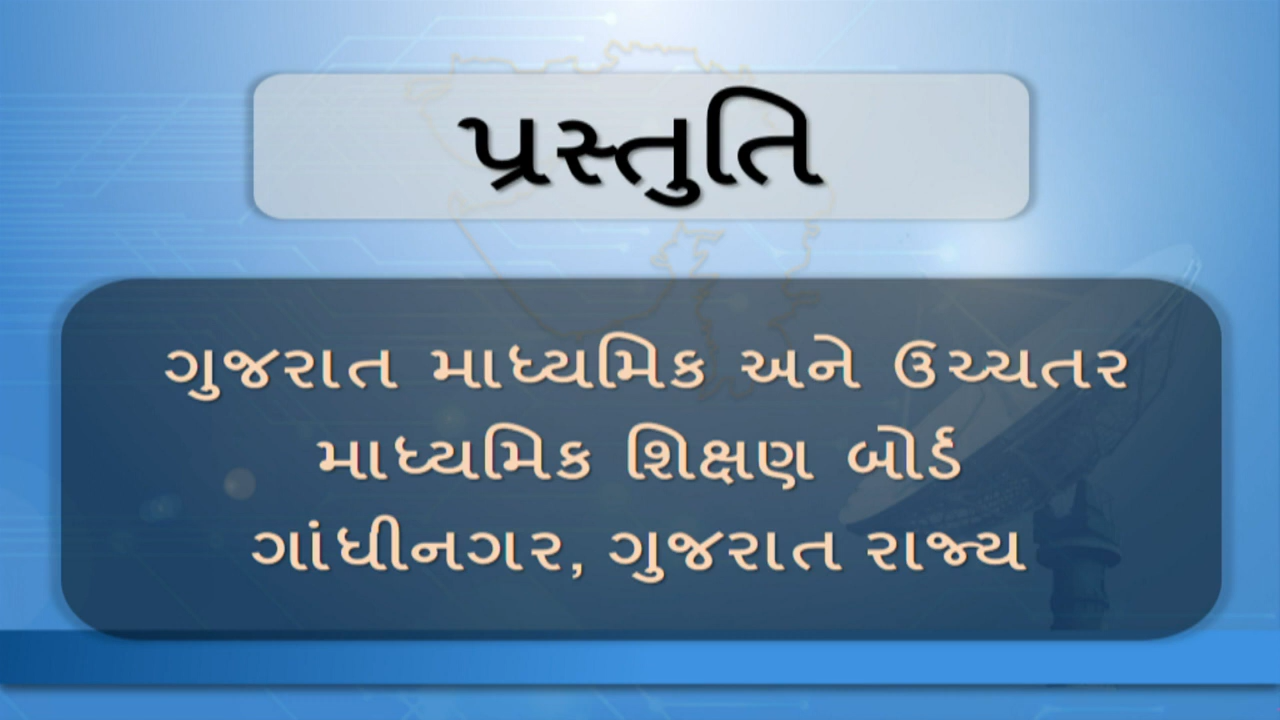 પ્રસ્તુતિ
ગુજરાત માધ્યમિક અને ઉચ્ચતર
માધ્યમિક શિક્ષણ બોર્ડ
ગાંધીનગર, ગુજરાત રાજ્ય